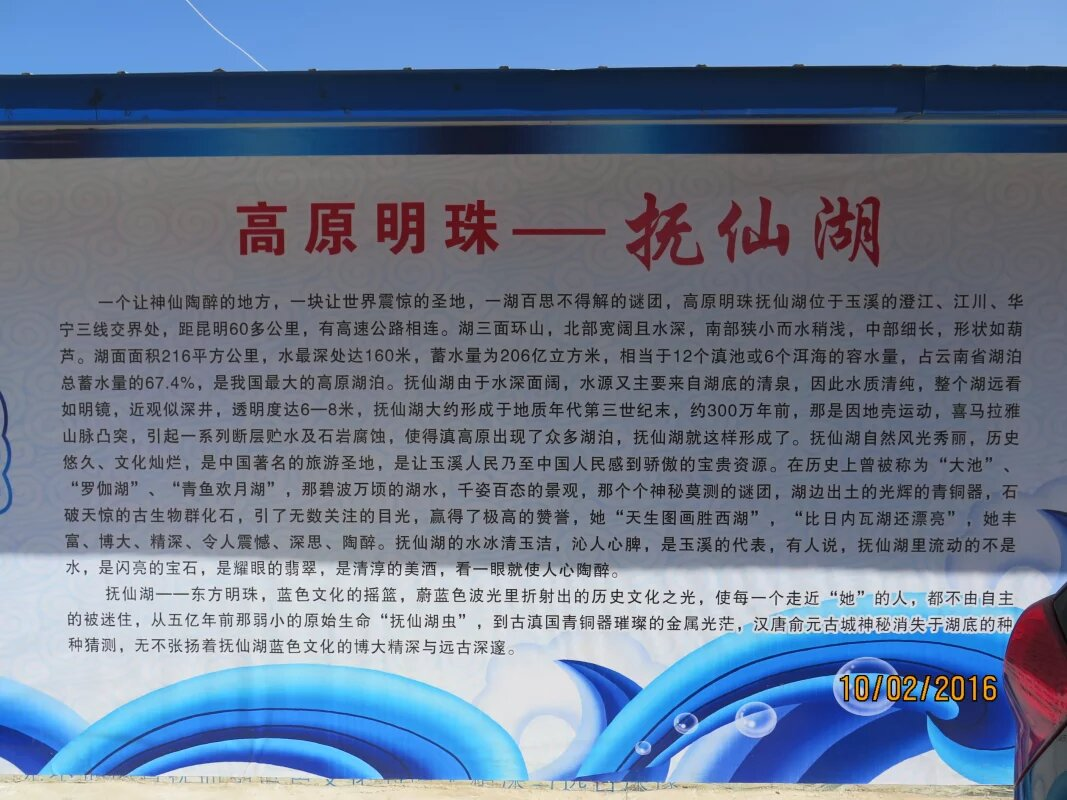 高原明珠——抚仙湖
一个让神仙陶醉的地方，一块让世界震惊的圣地，一湖百思不得解的谜团，高原明珠抚仙湖位于玉溪的澄江、江川、华
宁三线交界处，距昆明60多公里，有高速公路相连。湖三面环山，北部宽阔且水深，南部狭小而水稍浅，中部细长，形状如葫
芦。湖面面积216平方公里，水最深处达160米，蓄水量为206亿立方米，相当于12个滇池或6个洱海的容水量，占云南省湖泊
总蓄水量的67.4%，是我国最大的高原湖泊。抚仙湖由于水深面阔，水源又主要来自湖底的清泉，因此水质清纯，整个湖远看
如明镜，近观似深井，透明度达6—8米，抚仙湖大约形成于地质年代第三世纪末，约300万年前，那是因地壳运动，喜马拉雅
山脉凸突，引起一系列断层贮水及石岩腐蚀，使得滇高原出现了众多湖泊，抚仙湖就这样形成了。抚仙湖自然风光秀丽，历史
悠久、文化灿烂，是中国著名的旅游圣地，是让玉溪人民乃至中国人民感到骄傲的宝贵资源。在历史上曾被称为“大池”、
“罗伽湖”、“青鱼欢月湖”，那碧波万顷的湖水，千姿百态的景观，那个个神秘莫测的谜团，湖边出土的光辉的青铜器，石
破天惊的古生物群化石，引了无数关注的目光，赢得了极高的赞誉，她“天生图画胜西湖”，“比日内瓦湖还漂亮”，她丰
富、博大、精深、令人震憾、深思、陶醉。抚仙湖的水冰清玉洁，沁人心脾，是玉溪的代表，有人说，抚仙湖里流动的不是
水，是闪亮的宝石，是耀眼的翡翠，是清淳的美酒，看一眼就使人心陶醉。
抚仙湖——东方明珠，蓝色文化的摇篮，蔚蓝色波光里折射出的历史文化之光，使每一个走近“她”的人，都不由自主
的被迷住，从五亿年前那弱小的原始生命“抚仙湖虫”，到古滇国青铜器璀璨的金属光茫，汉唐俞元古城神秘消失于湖底的种
种猜测，无不张扬着抚仙湖蓝色文化的博大精深与远古深邃。
10/02/2016